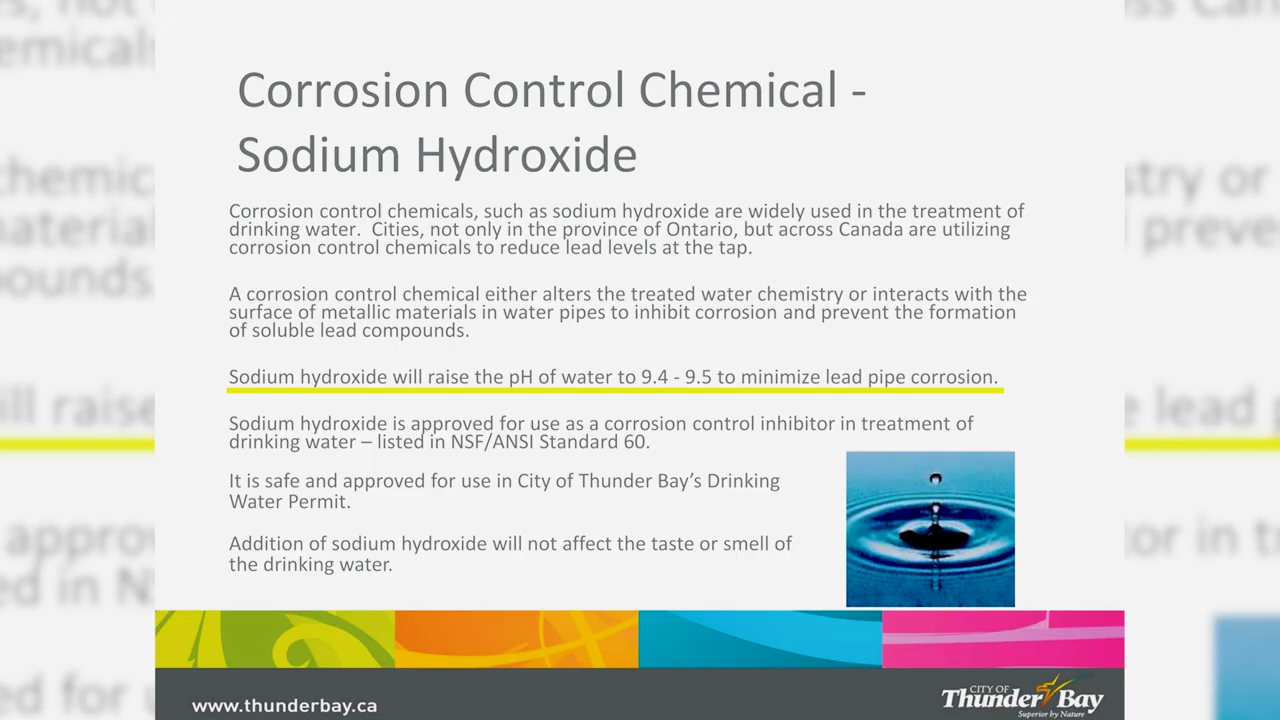 Corrosion Control Chemical -
Sodium Hydroxide
Corrosion control chemicals, such as sodium hydroxide are widely used in the treatment of
drinking water.  Cities, not only in the province of Ontario, but across Canada are utilizing
corrosion control chemicals to reduce lead levels at the tap.
A corrosion control chemical either alters the treated water chemistry or interacts with the
surface of metallic materials in water pipes to inhibit corrosion and prevent the formation
of soluble lead compounds.
Sodium hydroxide will raise the pH of water to 9.4 - 9.5 to minimize lead pipe corrosion.
Sodium hydroxide is approved for use as a corrosion control inhibitor in treatment of
drinking water – listed in NSF/ANSI Standard 60.
It is safe and approved for use in City of Thunder Bay’s Drinking
Water Permit.
Addition of sodium hydroxide will not affect the taste or smell of
the drinking water.
www.thunderbay.ca
CITY OF
Thunder Bay
Superior by Nature